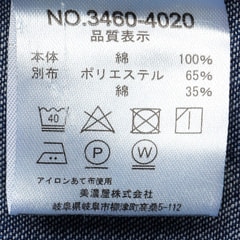 NO.3460-4020
品質表示
本体 綿 100%
別布 ポリエステル 65%
綿 35%
40
P W
アイロンあて布使用
美濃屋株式会社
岐阜県岐阜市柳津町高桑5-112